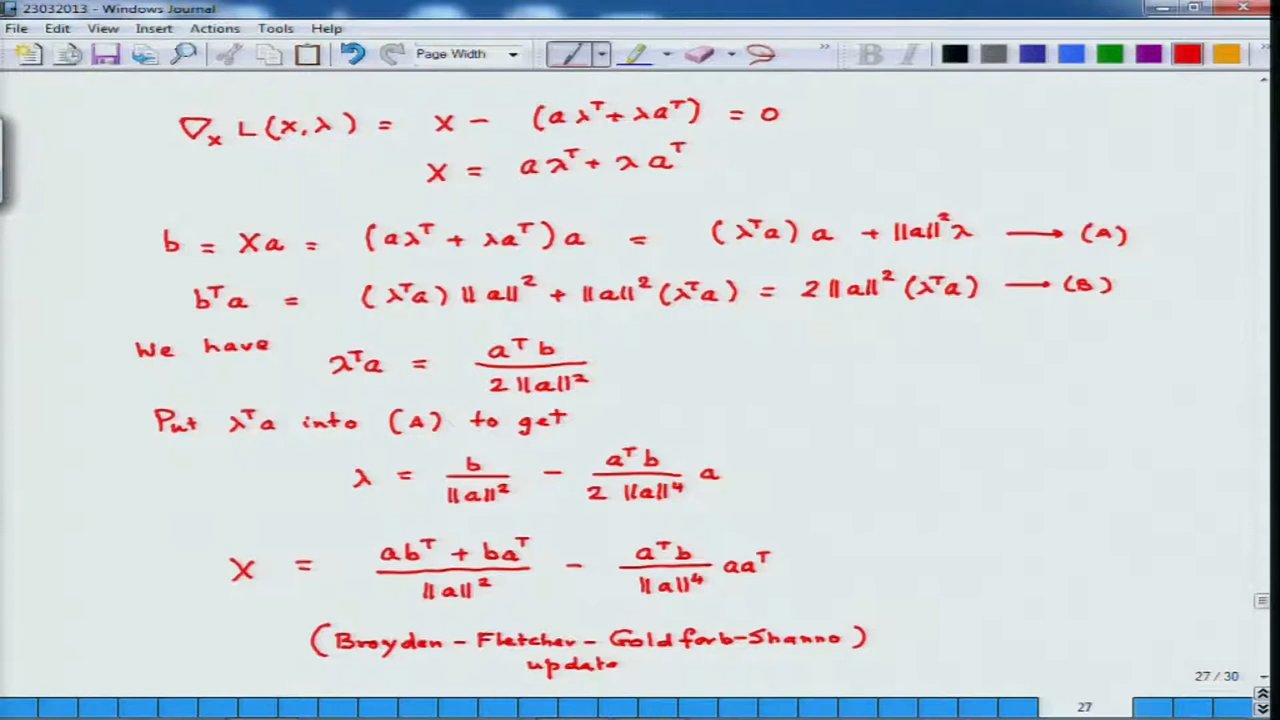 23032013 - Windows Journal
File Edit View Insert Actions Tools Help
Page Width
∇ₓ L(x, λ) = X - (aλᵀ + λaᵀ) = 0
X = aλᵀ + λaᵀ
b = Xa = (aλᵀ + λaᵀ)a = (λᵀa)a + ||a||²λ → (A)
bᵀa = (λᵀa)||a||² + ||a||²(λᵀa) = 2||a||²(λᵀa) → (B)
We have λᵀa = aᵀb / 2||a||²
Put λᵀa into (A) to get
λ = b / ||a||² - aᵀb / 2||a||⁴ a
X = abᵀ + baᵀ / ||a||² - aᵀb / ||a||⁴ aaᵀ
(Broyden-Fletcher-Goldfarb-Shanno)
update
27 / 30
27